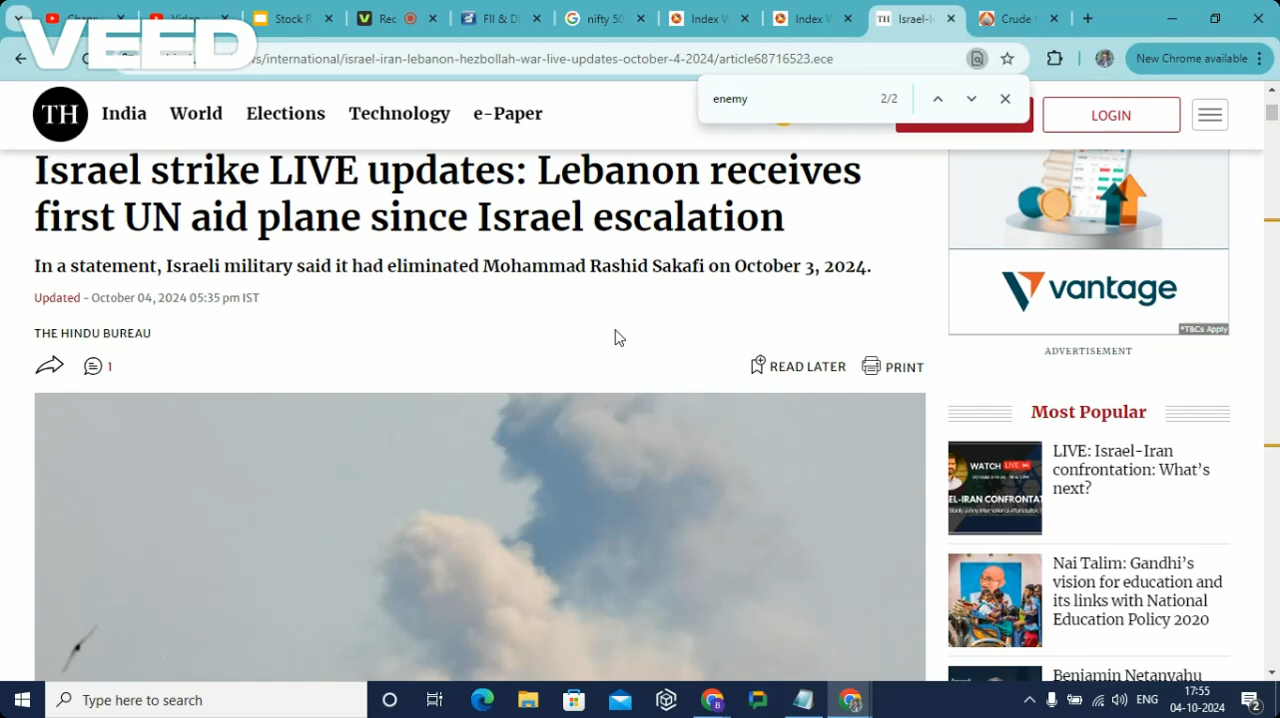 FII & D
Stock R
Rec
FII & D
nifty 50
Index V
Index V
TH
Israel-I
Crude
VEED
s/international/israel-iran-lebanon-hezbollah-war-live-updates-october-4-2024/article68716523.ece
New Chrome available
enemy
2/2
TH
India
World
Elections
Technology
e-Paper
LOGIN
Israel strike LIVE updates: Lebanon receives
first UN aid plane since Israel escalation
In a statement, Israeli military said it had eliminated Mohammad Rashid Sakafi on October 3, 2024.
Updated - October 04, 2024 05:35 pm IST
THE HINDU BUREAU
1
READ LATER
PRINT
vantage
*T&Cs Apply
ADVERTISEMENT
Most Popular
WATCH LIVE
EL-IRAN CONFRONTAT
LIVE: Israel-Iran
confrontation: What's
next?
Nai Talim: Gandhi's
vision for education and
its links with National
Education Policy 2020
Benjamin Netanyahu
Type here to search
ENG
17:55
04-10-2024
2